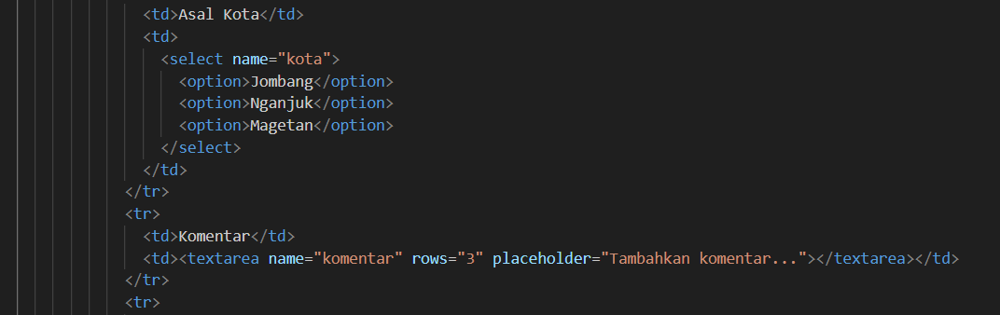 <td>Asal Kota</td>
<td>
<select name="kota">
<option>Jombang</option>
<option>Nganjuk</option>
<option>Magetan</option>
</select>
</td>
</tr>
<tr>
<td>Komentar</td>
<td><textarea name="komentar" rows="3" placeholder="Tambahkan komentar..."></textarea></td>
</tr>
<tr>